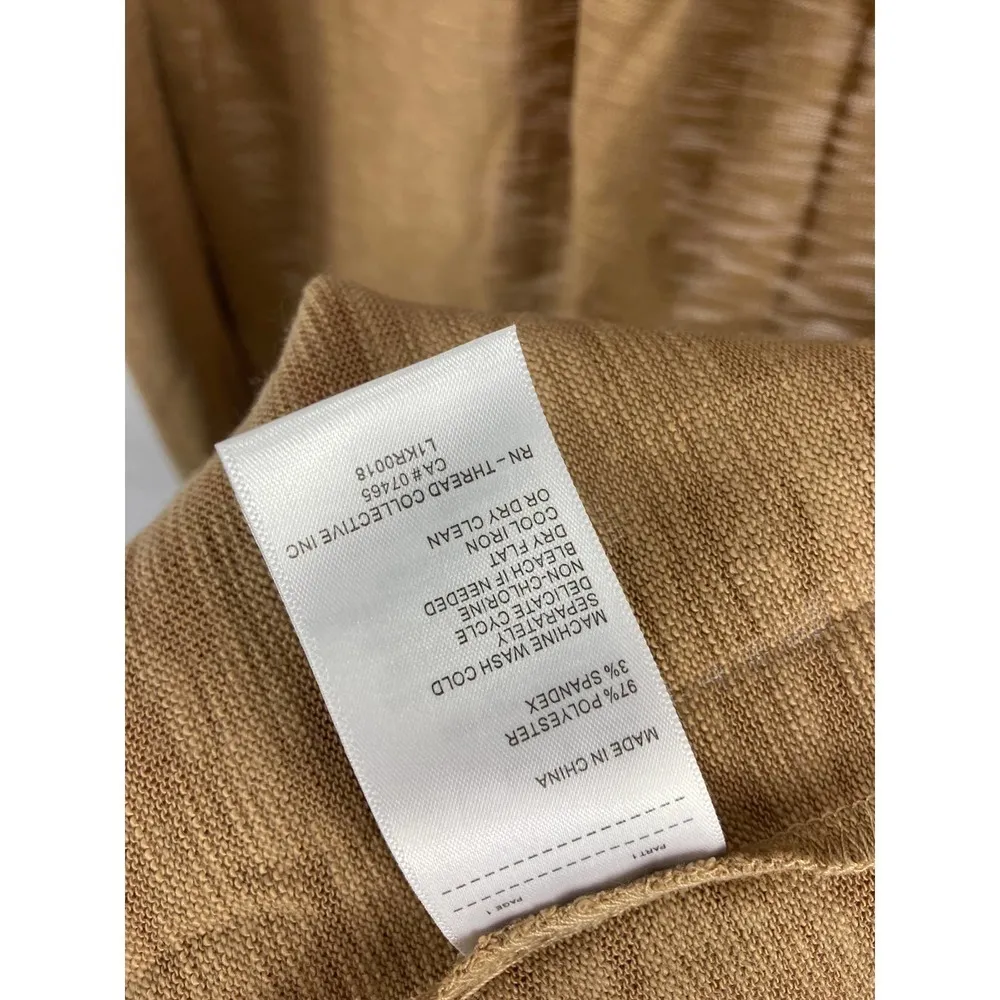 PAGE 1
PART 1
MADE IN CHINA
97% POLYESTER
3% SPANDEX
MACHINE WASH COLD
SEPARATELY
DELICATE CYCLE
NON-CHLORINE
BLEACH IF NEEDED
DRY FLAT
COOL IRON
OR DRY CLEAN
RN – THREAD COLLECTIVE INC
CA# 07465
L1KR0018